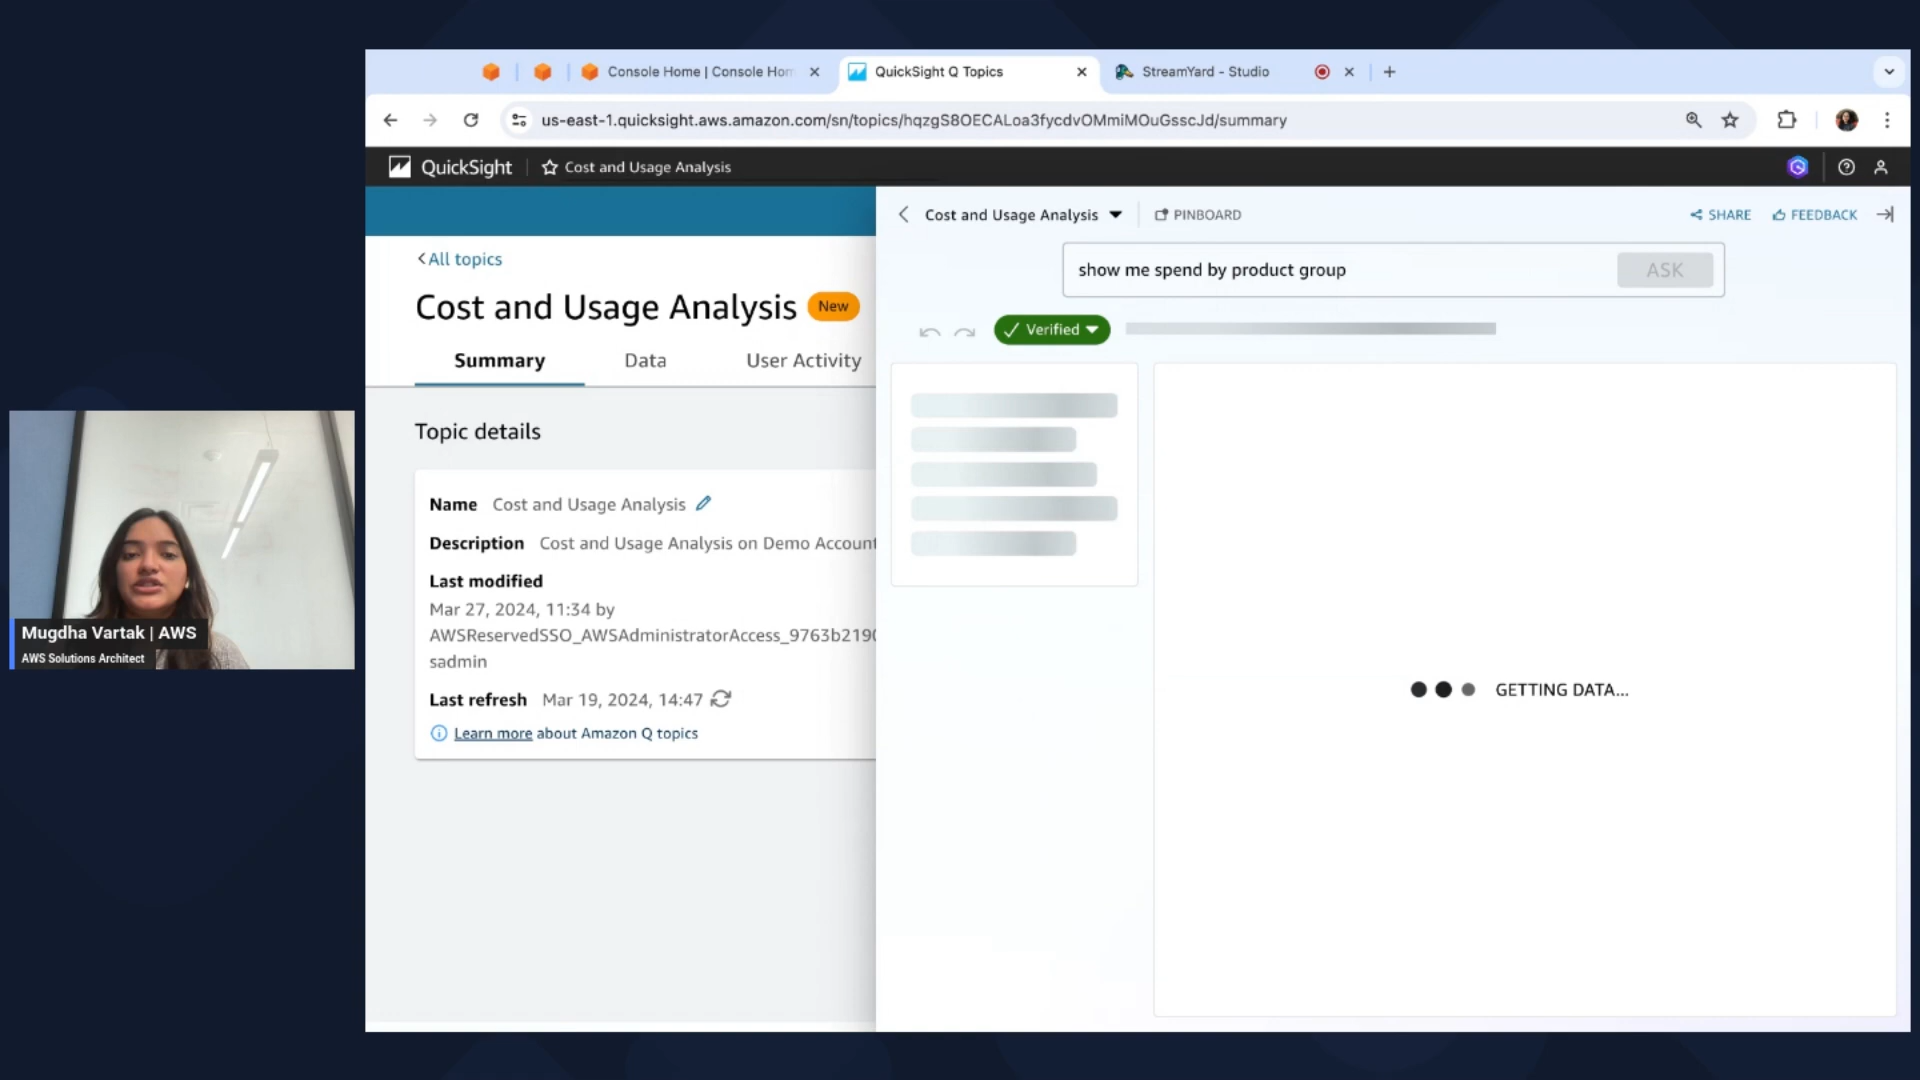 Console Home | Console Hom
QuickSight Q Topics
StreamYard - Studio
us-east-1.quicksight.aws.amazon.com/sn/topics/hqzgS8OECALoa3fycdvOMmiMOuGsscJd/summary
QuickSight
Cost and Usage Analysis
Cost and Usage Analysis
PINBOARD
SHARE
FEEDBACK
show me spend by product group
ASK
Verified
All topics
Cost and Usage Analysis New
Summary
Data
User Activity
Topic details
Name Cost and Usage Analysis
Description Cost and Usage Analysis on Demo Account
Last modified
Mar 27, 2024, 11:34 by
AWSReservedSSO_AWSAdministratorAccess_9763b2190
sadmin
Last refresh Mar 19, 2024, 14:47
Learn more about Amazon Q topics
GETTING DATA...
Mugdha Vartak | AWS
AWS Solutions Architect